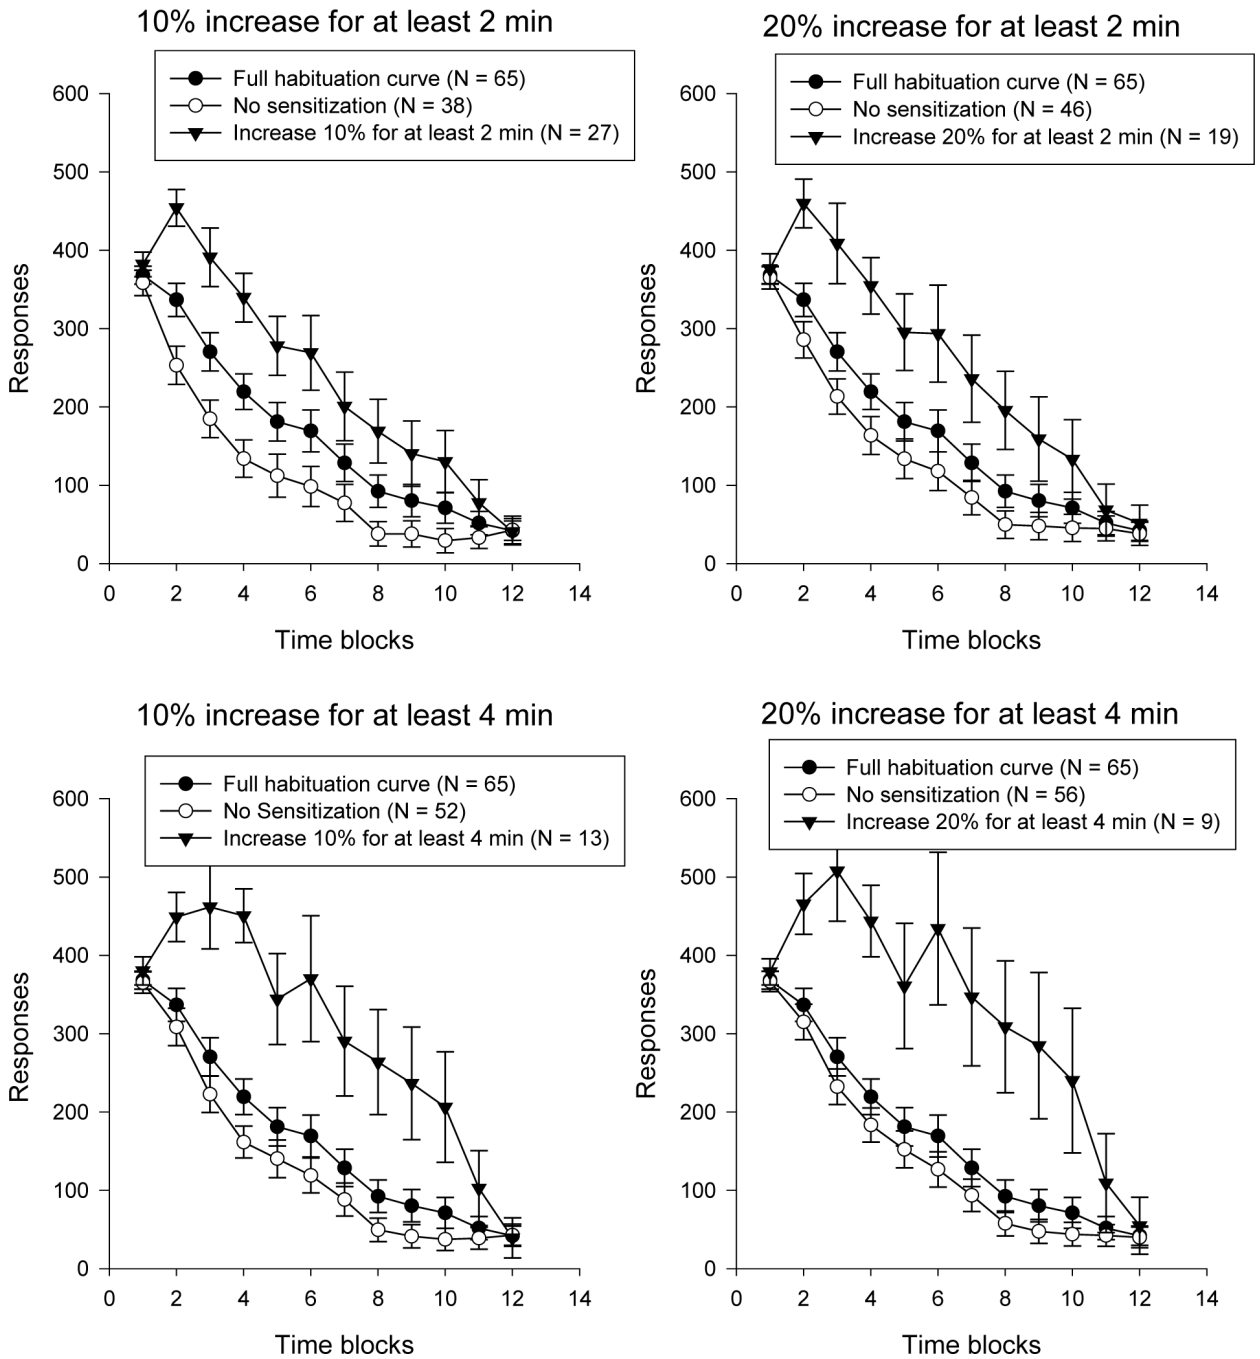 10% increase for at least 2 min
Full habituation curve (N = 65)
No sensitization (N = 38)
Increase 10% for at least 2 min (N = 27)
600
500
400
300
200
100
0
Responses
0 2 4 6 8 10 12 14
Time blocks
20% increase for at least 2 min
Full habituation curve (N = 65)
No sensitization (N = 46)
Increase 20% for at least 2 min (N = 19)
600
500
400
300
200
100
0
Responses
0 2 4 6 8 10 12 14
Time blocks
10% increase for at least 4 min
Full habituation curve (N = 65)
No Sensitization (N = 52)
Increase 10% for at least 4 min (N = 13)
600
500
400
300
200
100
0
Responses
0 2 4 6 8 10 12 14
Time blocks
20% increase for at least 4 min
Full habituation curve (N = 65)
No sensitization (N = 56)
Increase 20% for at least 4 min (N = 9)
600
500
400
300
200
100
0
Responses
0 2 4 6 8 10 12 14
Time blocks